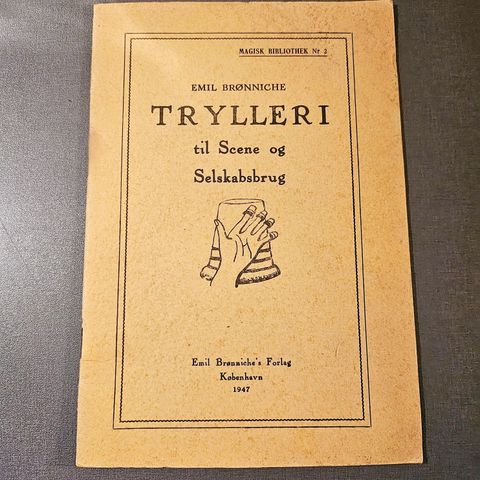 MAGISK BIBLIOTHEK Nr 2
EMIL BRØNNICHE
TRYLLERI
til Scene og
Selskabsbrug
Emil Brønniche's Forlag
København
1947